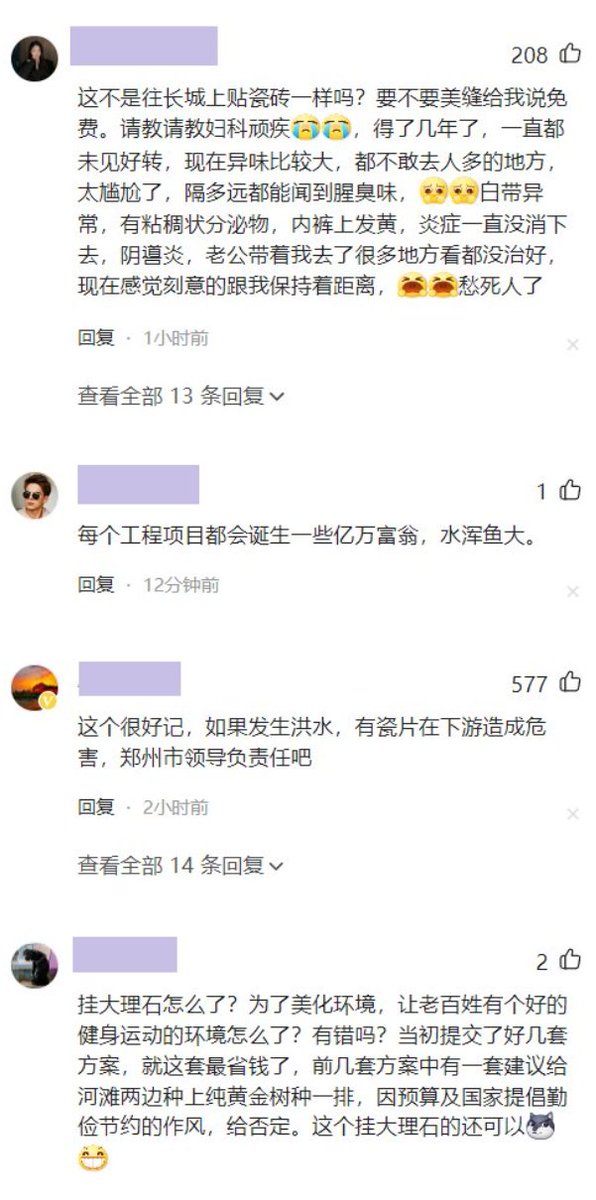 208
这不是往长城上贴瓷砖一样吗？要不要美缝给我说免
费。请教请教妇科顽疾😭😭，得了几年了，一直都
未见好转，现在异味比较大，都不敢去人多的地方，
太尴尬了，隔多远都能闻到腥臭味，🥺🥺白带异
常，有粘稠状分泌物，内裤上发黄，炎症一直没消下
去，阴噵炎，老公带着我去了很多地方看都没治好，
现在感觉刻意的跟我保持着距离，😫😫愁死人了
回复 · 1小时前
查看全部 13 条回复
1
每个工程项目都会诞生一些亿万富翁，水浑鱼大。
回复 · 12分钟前
577
这个很好记，如果发生洪水，有瓷片在下游造成危
害，郑州市领导负责任吧
回复 · 2小时前
查看全部 14 条回复
2
挂大理石怎么了？为了美化环境，让老百姓有个好的
健身运动的环境怎么了？有错吗？当初提交了好几套
方案，就这套最省钱了，前几套方案中有一套建议给
河滩两边种上纯黄金树种一排，因预算及国家提倡勤
俭节约的作风，给否定。这个挂大理石的还可以
😁